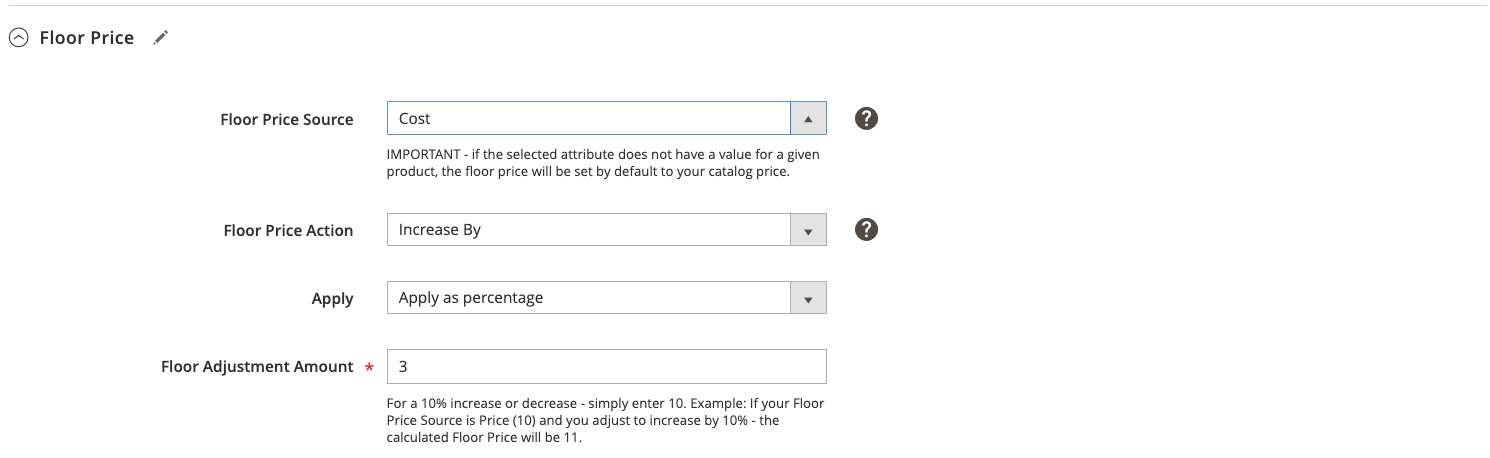 Floor Price
Floor Price Source
Cost
?
IMPORTANT - if the selected attribute does not have a value for a given
product, the floor price will be set by default to your catalog price.
Floor Price Action
Increase By
?
Apply
Apply as percentage
Floor Adjustment Amount *
3
For a 10% increase or decrease - simply enter 10. Example: If your Floor
Price Source is Price (10) and you adjust to increase by 10% - the
calculated Floor Price will be 11.